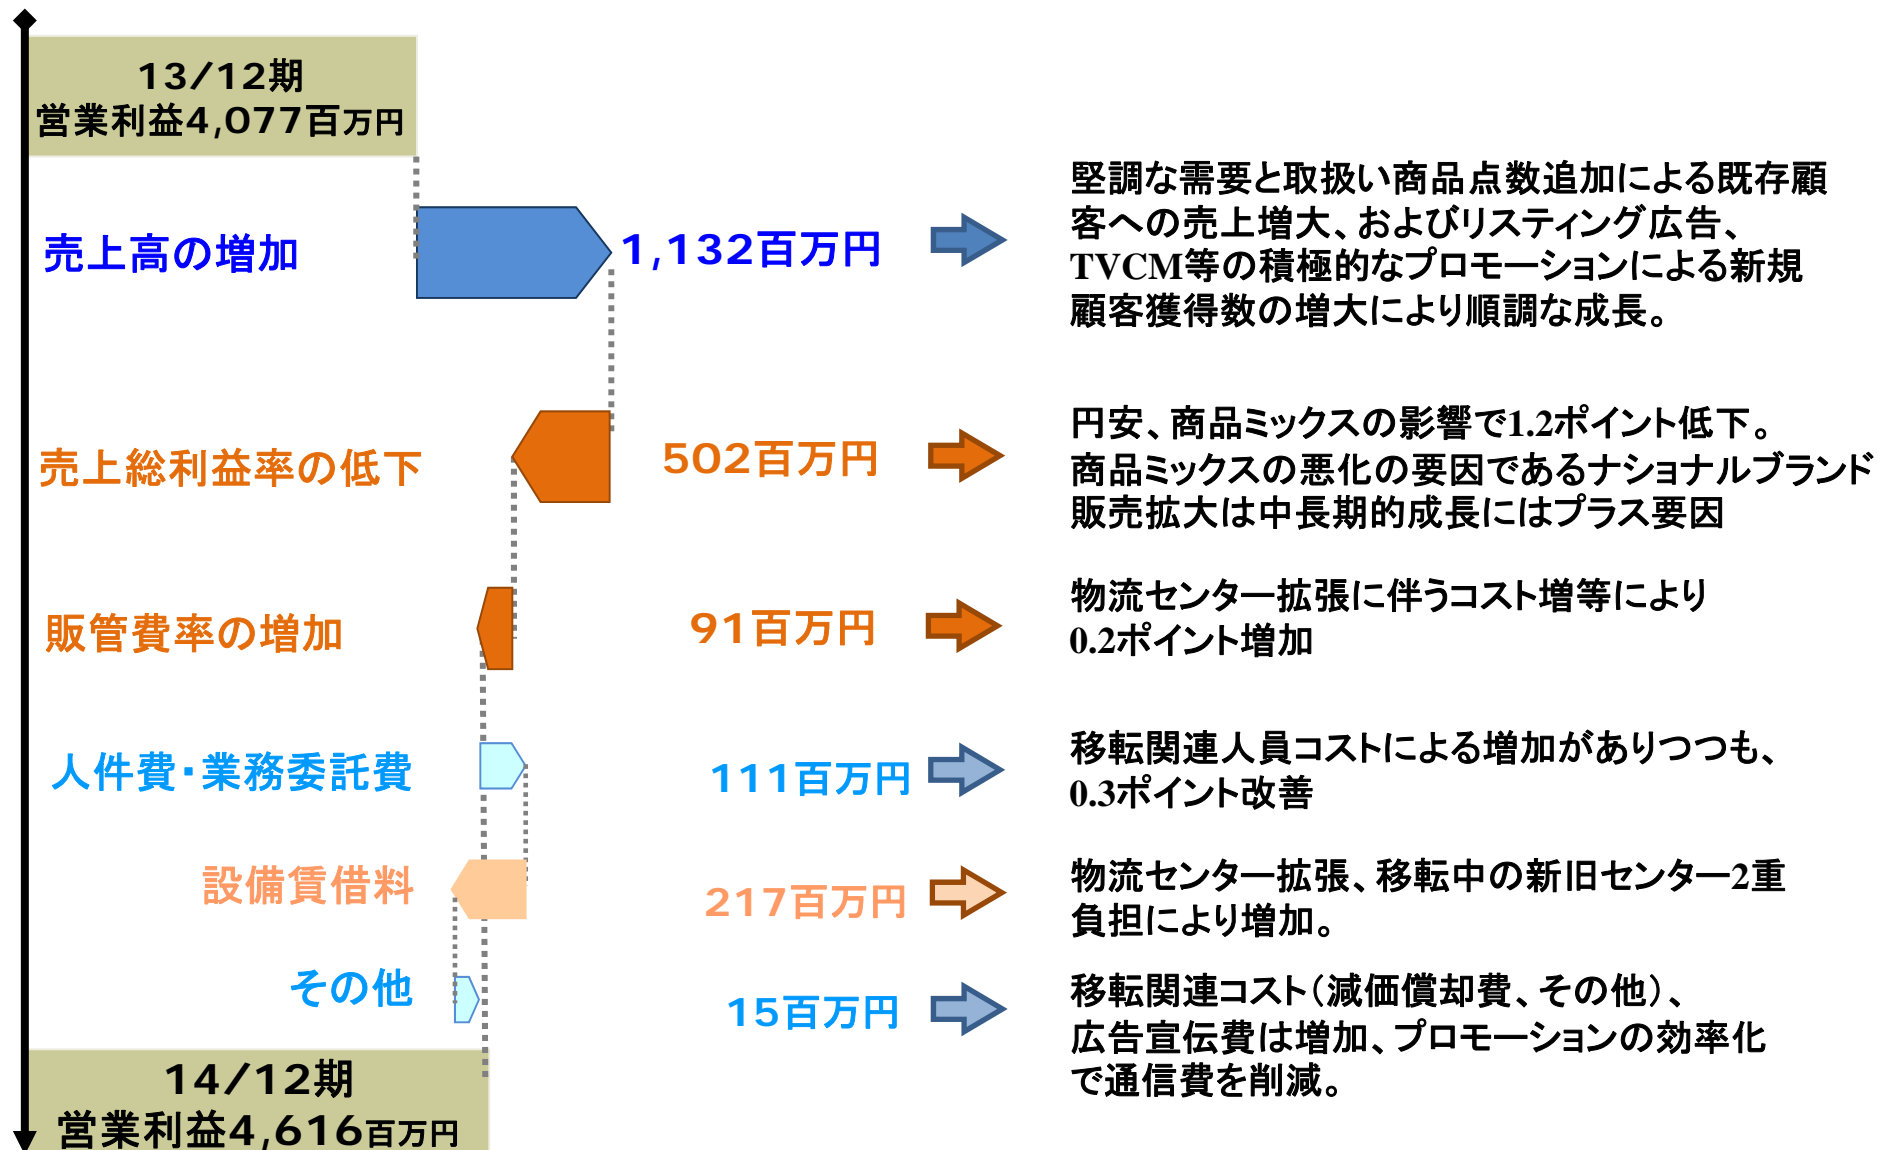 13/12期
営業利益4,077百万円
売上高の増加
1,132百万円
堅調な需要と取扱い商品点数追加による既存顧
客への売上増大、およびリスティング広告、
TVCM等の積極的なプロモーションによる新規
顧客獲得数の増大により順調な成長。
売上総利益率の低下
502百万円
円安、商品ミックスの影響で1.2ポイント低下。
商品ミックスの悪化の要因であるナショナルブランド
販売拡大は中長期的成長にはプラス要因
販管費率の増加
91百万円
物流センター拡張に伴うコスト増等により
0.2ポイント増加
人件費・業務委託費
111百万円
移転関連人員コストによる増加がありつつも、
0.3ポイント改善
設備賃借料
217百万円
物流センター拡張、移転中の新旧センター2重
負担により増加。
その他
15百万円
移転関連コスト（減価償却費、その他）、
広告宣伝費は増加、プロモーションの効率化
で通信費を削減。
14/12期
営業利益4,616百万円